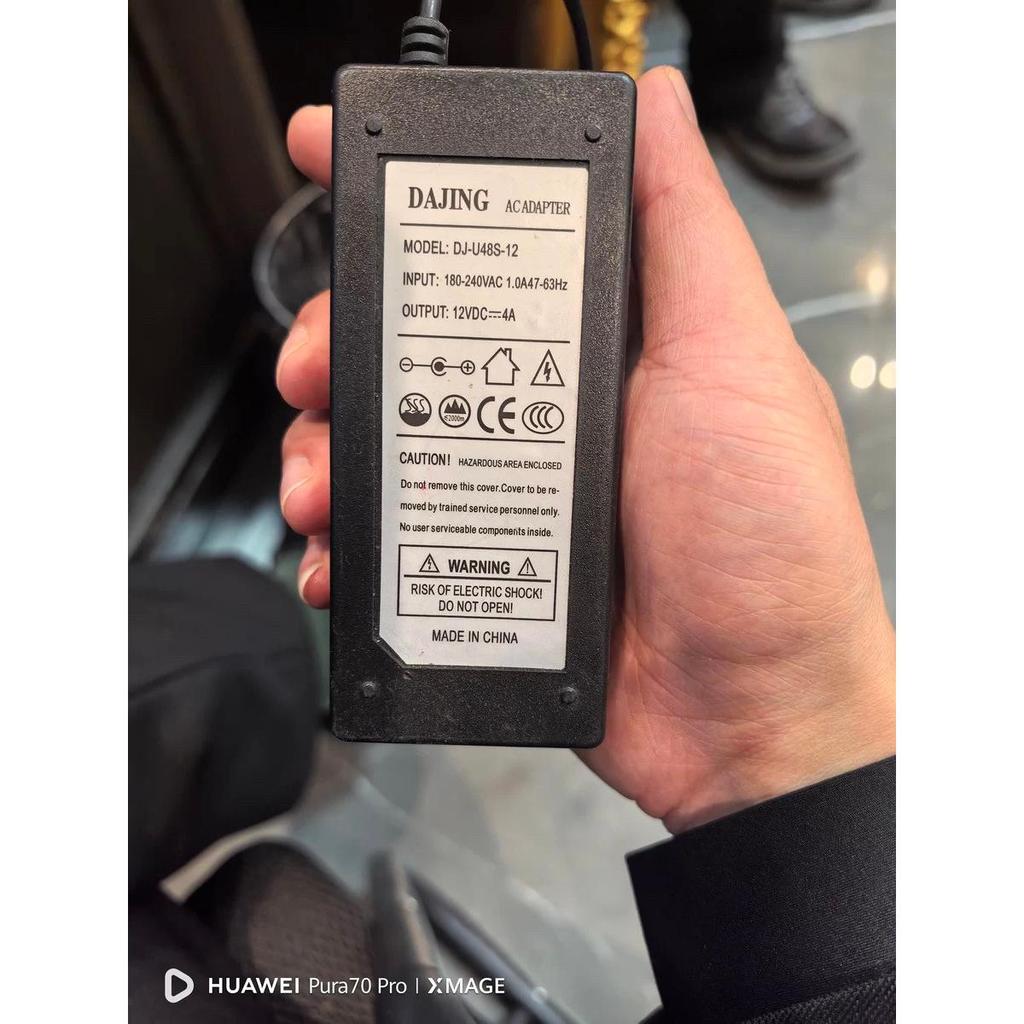 DAJING AC ADAPTER
MODEL: DJ-U48S-12
INPUT: 180-240VAC 1.0A47-63Hz
OUTPUT: 12VDC⎓4A
≤2000m
CE CCC
CAUTION! HAZARDOUS AREA ENCLOSED
Do not remove this cover.Cover to be re-
moved by trained service personnel only.
No user serviceable components inside.
WARNING
RISK OF ELECTRIC SHOCK!
DO NOT OPEN!
MADE IN CHINA
HUAWEI Pura70 Pro | XMAGE